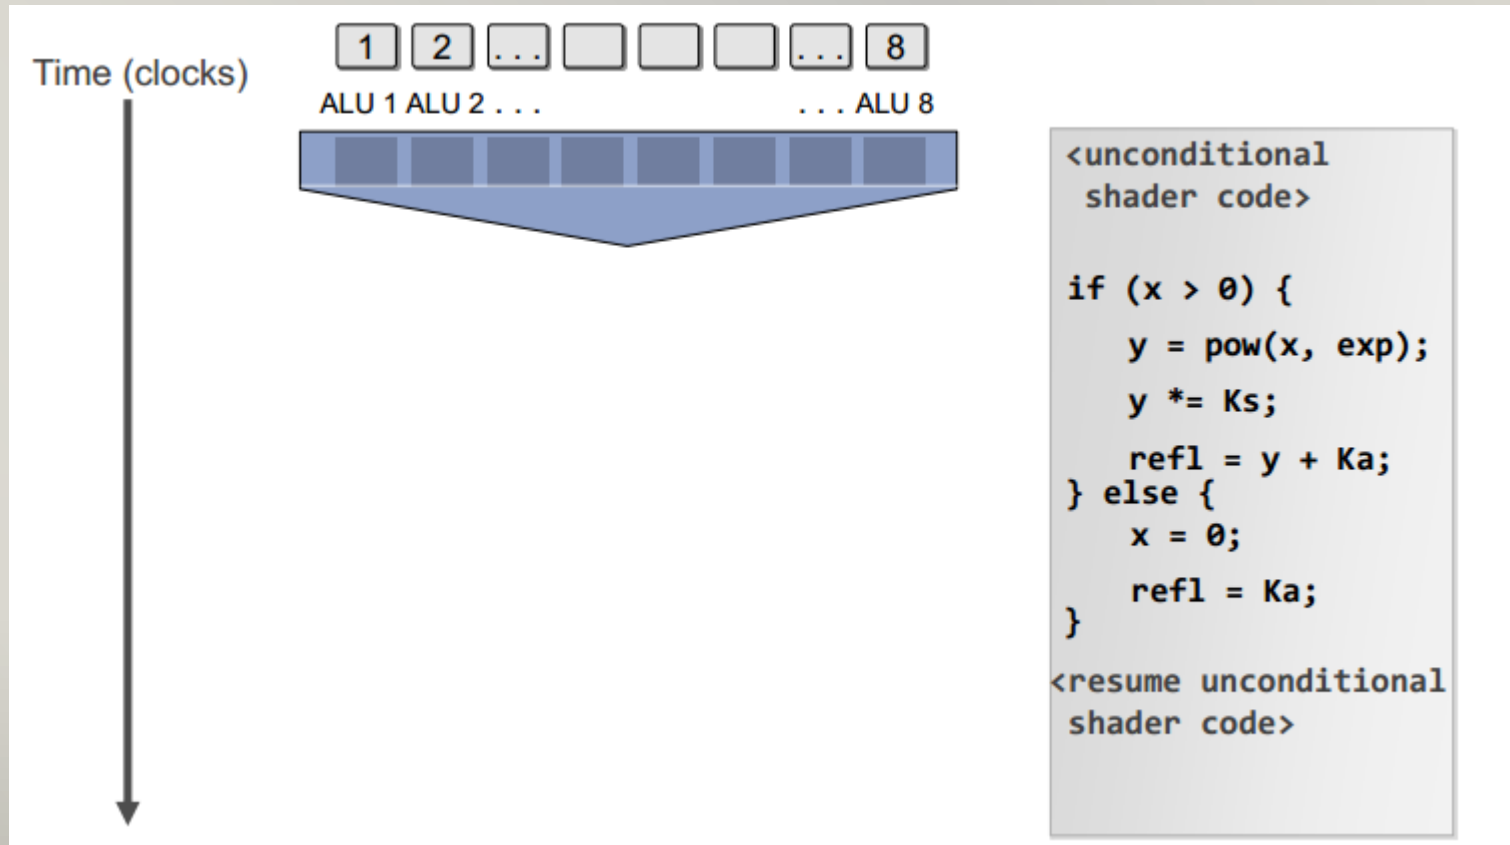 1 2 ... ... 8
Time (clocks)
ALU 1 ALU 2 . . . . . . ALU 8
<unconditional
shader code>
if (x > 0) {
y = pow(x, exp);
y *= Ks;
refl = y + Ka;
} else {
x = 0;
refl = Ka;
}
<resume unconditional
shader code>